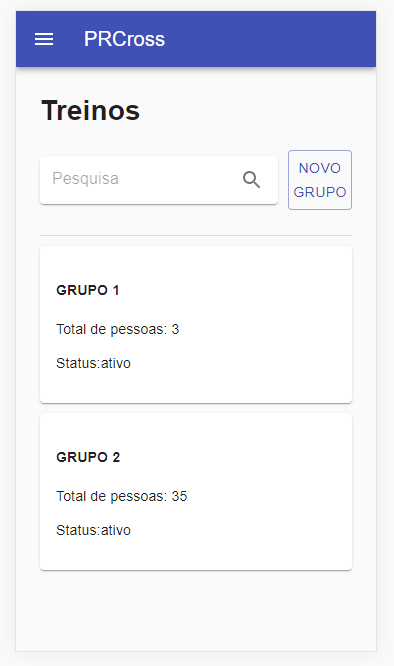 PRCross
Treinos
Pesquisa
NOVO
GRUPO
GRUPO 1
Total de pessoas: 3
Status:ativo
GRUPO 2
Total de pessoas: 35
Status:ativo